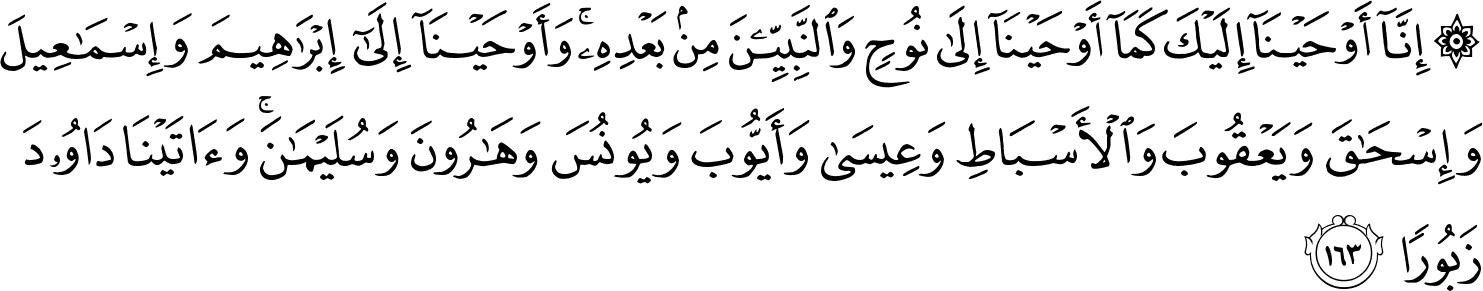 ۞ إِنَّآ أَوْحَيْنَآ إِلَيْكَ كَمَآ أَوْحَيْنَآ إِلَىٰ نُوحٍ وَٱلنَّبِيِّـۧنَ مِنۢ بَعْدِهِۦ ۚ وَأَوْحَيْنَآ إِلَىٰٓ إِبْرَٰهِيمَ وَإِسْمَـٰعِيلَ
وَإِسْحَـٰقَ وَيَعْقُوبَ وَٱلْأَسْبَاطِ وَعِيسَىٰ وَأَيُّوبَ وَيُونُسَ وَهَـٰرُونَ وَسُلَيْمَـٰنَ ۚ وَءَاتَيْنَا دَاوُۥدَ
زَبُورًا ١٦٣